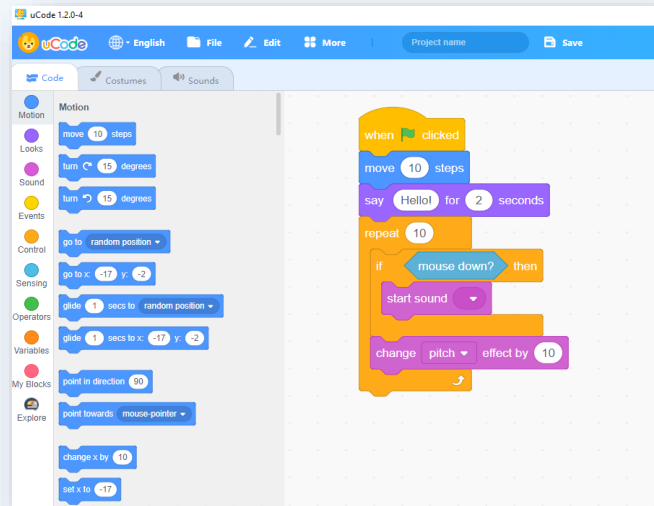 uCode 1.2.0-4
uCode English File Edit More Project name Save
Code Costumes Sounds
Motion
Looks
Sound
Events
Control
Sensing
Operators
Variables
My Blocks
Explore
Motion
move 10 steps
turn 15 degrees
turn 15 degrees
go to random position
go to x: -17 y: -2
glide 1 secs to random position
glide 1 secs to x: -17 y: -2
point in direction 90
point towards mouse-pointer
change x by 10
set x to -17
when clicked
move 10 steps
say Hello! for 2 seconds
repeat 10
if mouse down? then
start sound
change pitch effect by 10